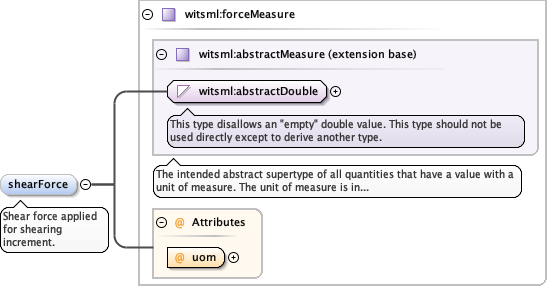 witsml:forceMeasure
witsml:abstractMeasure (extension base)
witsml:abstractDouble
This type disallows an "empty" double value. This type should not be
used directly except to derive another type.
The intended abstract supertype of all quantities that have a value with a
unit of measure. The unit of measure is in...
shearForce
Shear force applied
for shearing
increment.
@ Attributes
@ uom